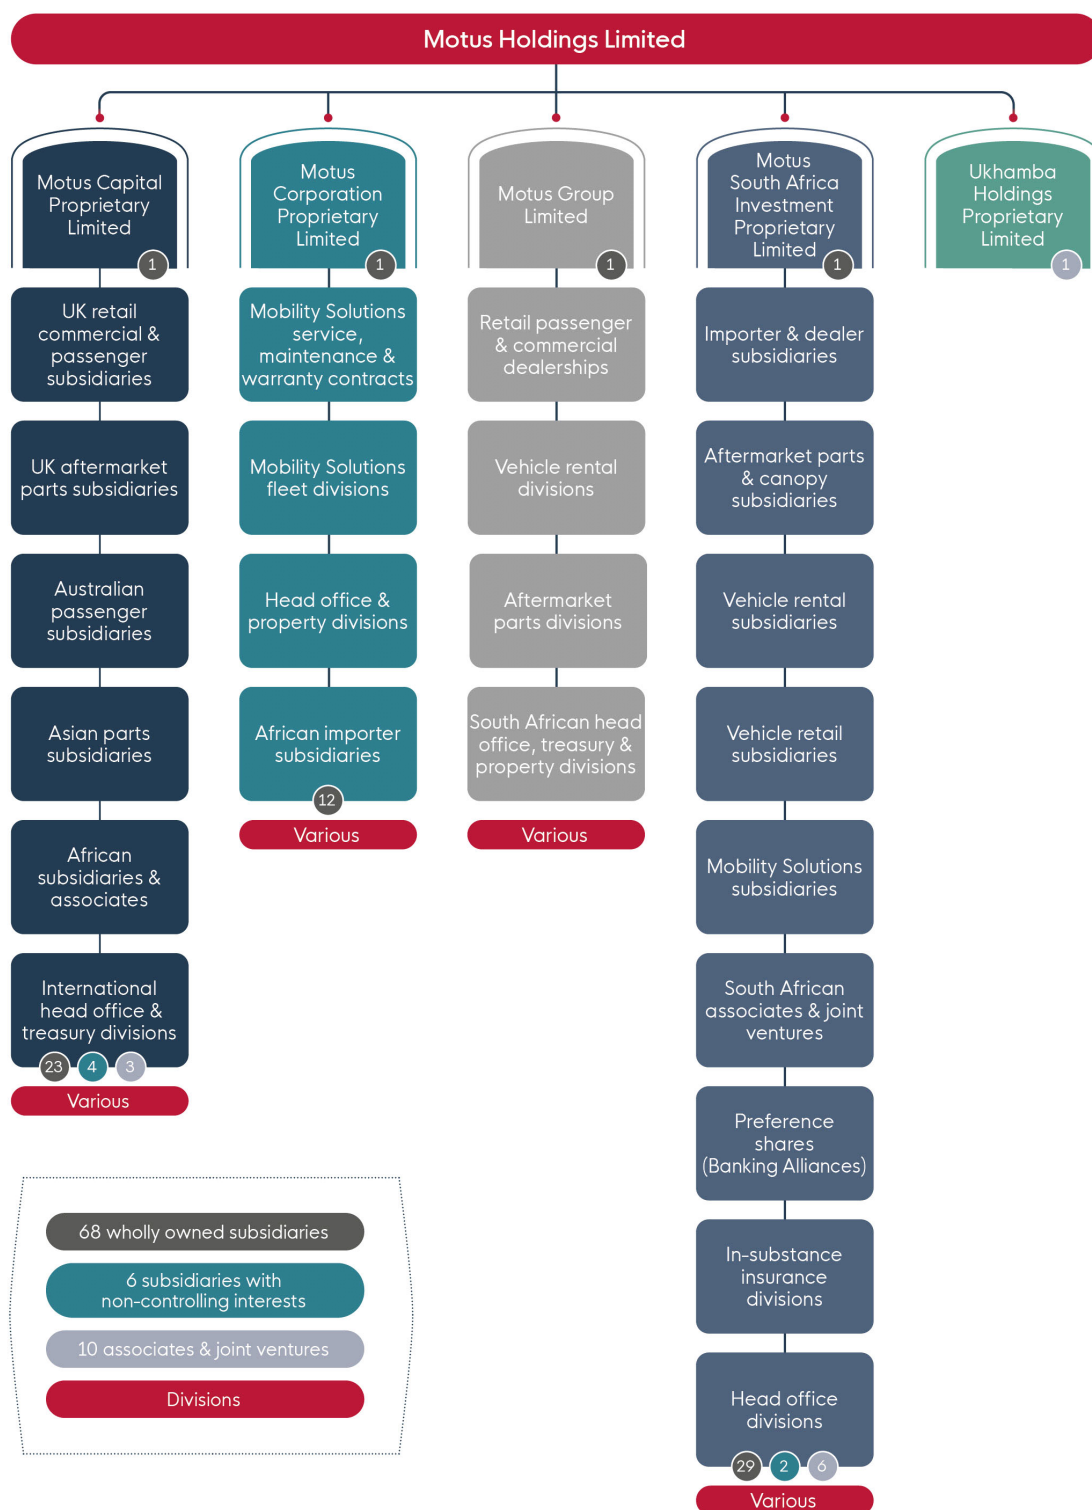 Motus Holdings Limited
Motus Capital
Proprietary
Limited
1
UK retail
commercial &
passenger
subsidiaries
UK aftermarket
parts subsidiaries
Australian
passenger
subsidiaries
Asian parts
subsidiaries
African
subsidiaries &
associates
International
head office &
treasury divisions
23 4 3
Various
Motus
Corporation
Proprietary
Limited
1
Mobility Solutions
service,
maintenance &
warranty contracts
Mobility Solutions
fleet divisions
Head office &
property divisions
African importer
subsidiaries
12
Various
Motus Group
Limited
1
Retail passenger
& commercial
dealerships
Vehicle rental
divisions
Aftermarket
parts divisions
South African head
office, treasury &
property divisions
Various
Motus
South Africa
Investment
Proprietary
Limited
1
Importer & dealer
subsidiaries
Aftermarket parts
& canopy
subsidiaries
Vehicle rental
subsidiaries
Vehicle retail
subsidiaries
Mobility Solutions
subsidiaries
South African
associates & joint
ventures
Preference
shares
(Banking Alliances)
In-substance
insurance
divisions
Head office
divisions
29 2 6
Various
Ukhamba
Holdings
Proprietary
Limited
1
68 wholly owned subsidiaries
6 subsidiaries with
non-controlling interests
10 associates & joint ventures
Divisions